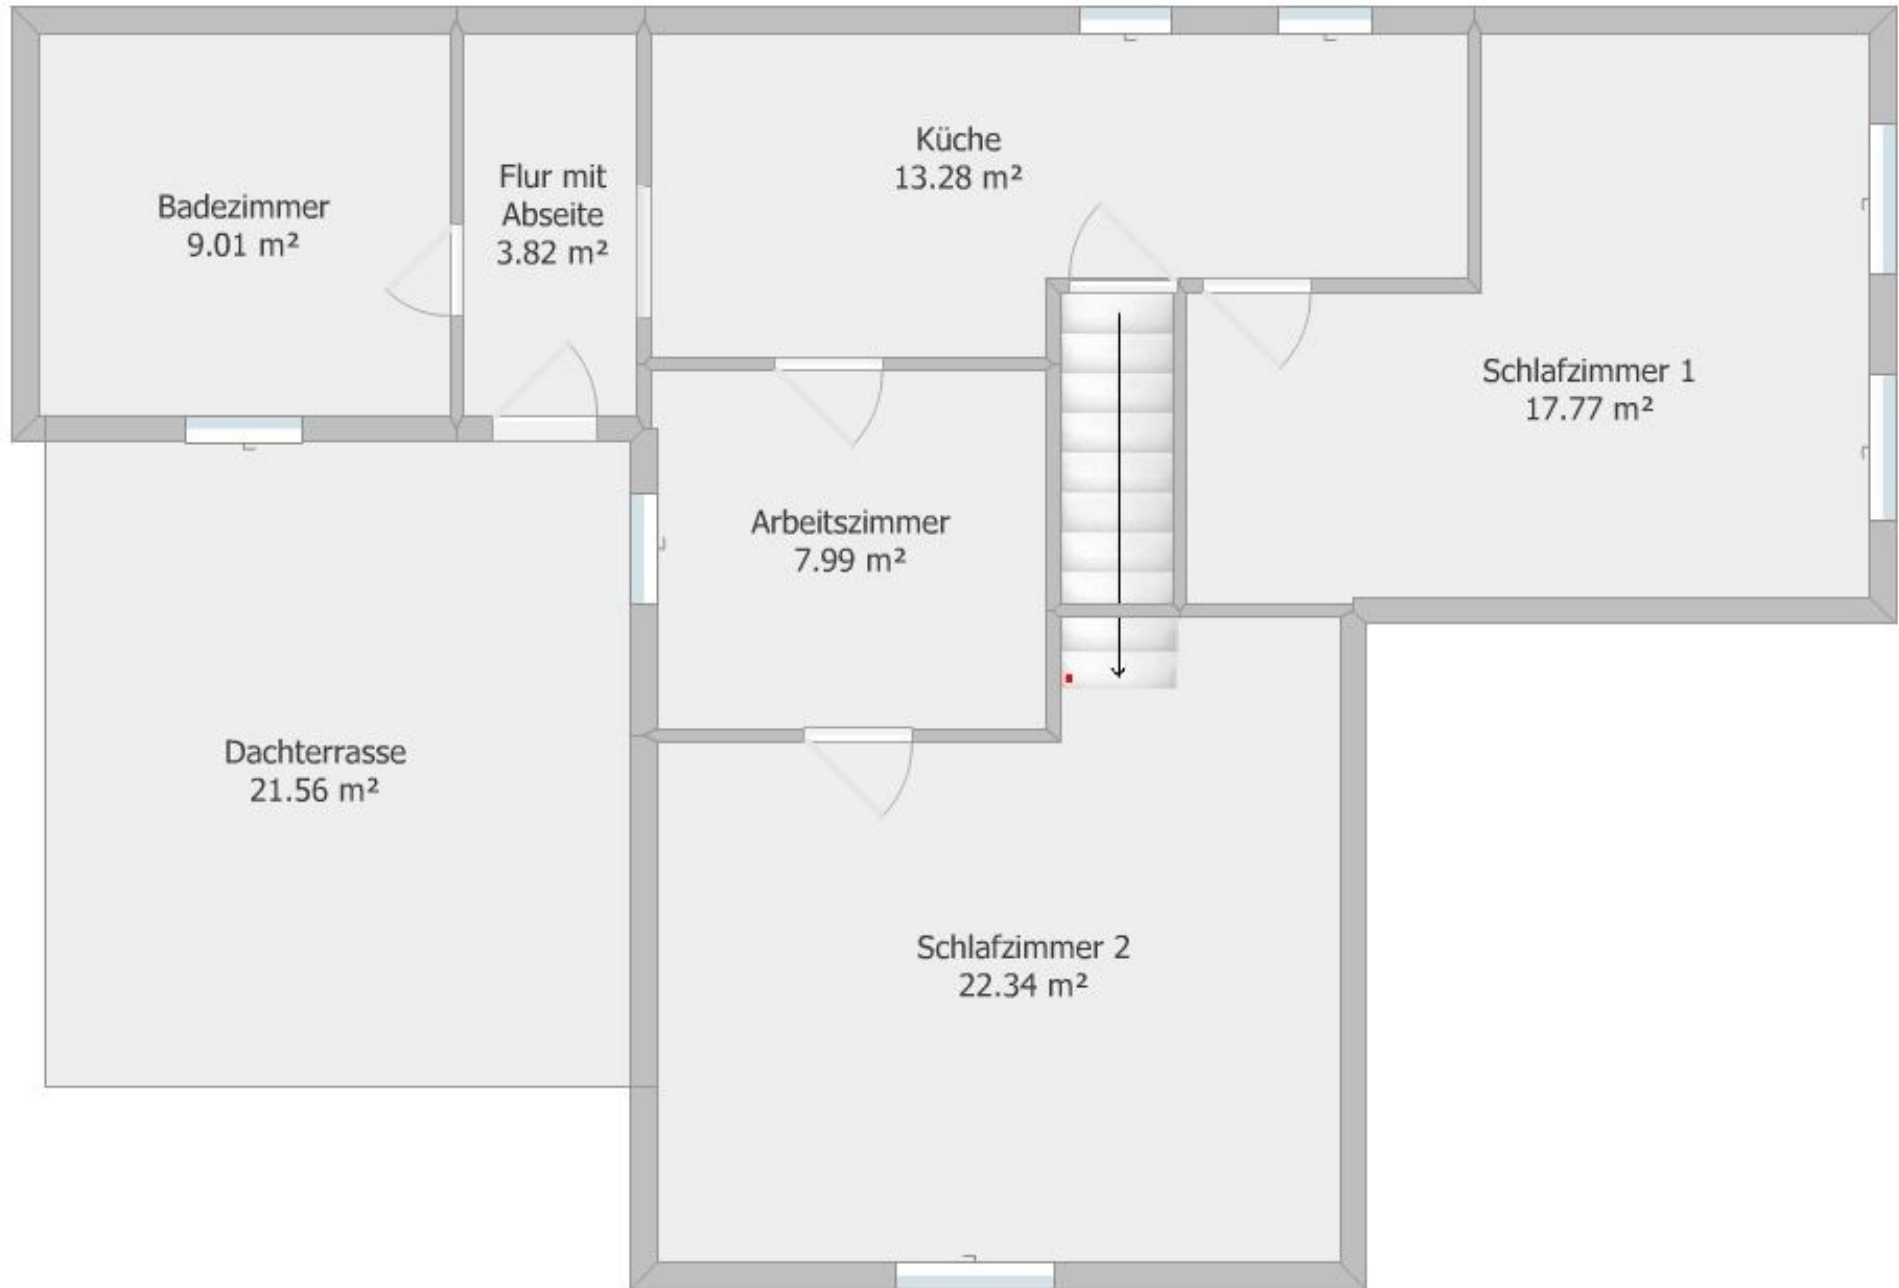 Badezimmer
9.01 m²
Flur mit
Abseite
3.82 m²
Küche
13.28 m²
Schlafzimmer 1
17.77 m²
Arbeitszimmer
7.99 m²
Dachterrasse
21.56 m²
Schlafzimmer 2
22.34 m²